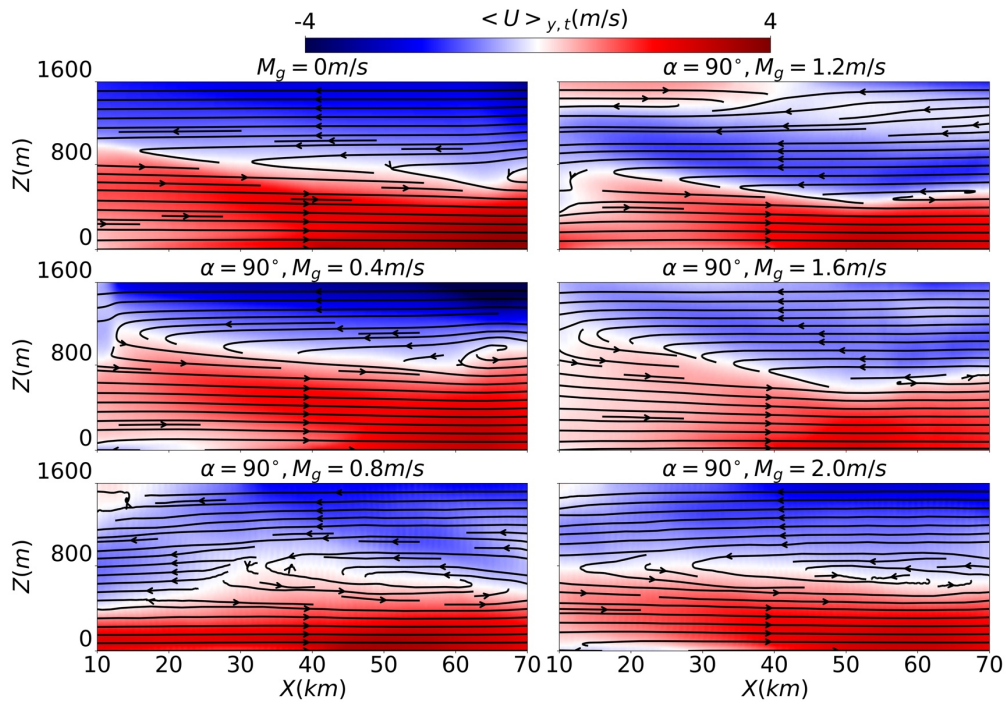 < U >y,t(m/s)
-4 4
Mg = 0m/s
α = 90°, Mg = 1.2m/s
1600
800
0
Z(m)
α = 90°, Mg = 0.4m/s
α = 90°, Mg = 1.6m/s
1600
800
0
Z(m)
α = 90°, Mg = 0.8m/s
α = 90°, Mg = 2.0m/s
1600
800
0
Z(m)
10 20 30 40 50 60 70
10 20 30 40 50 60 70
X(km)
X(km)